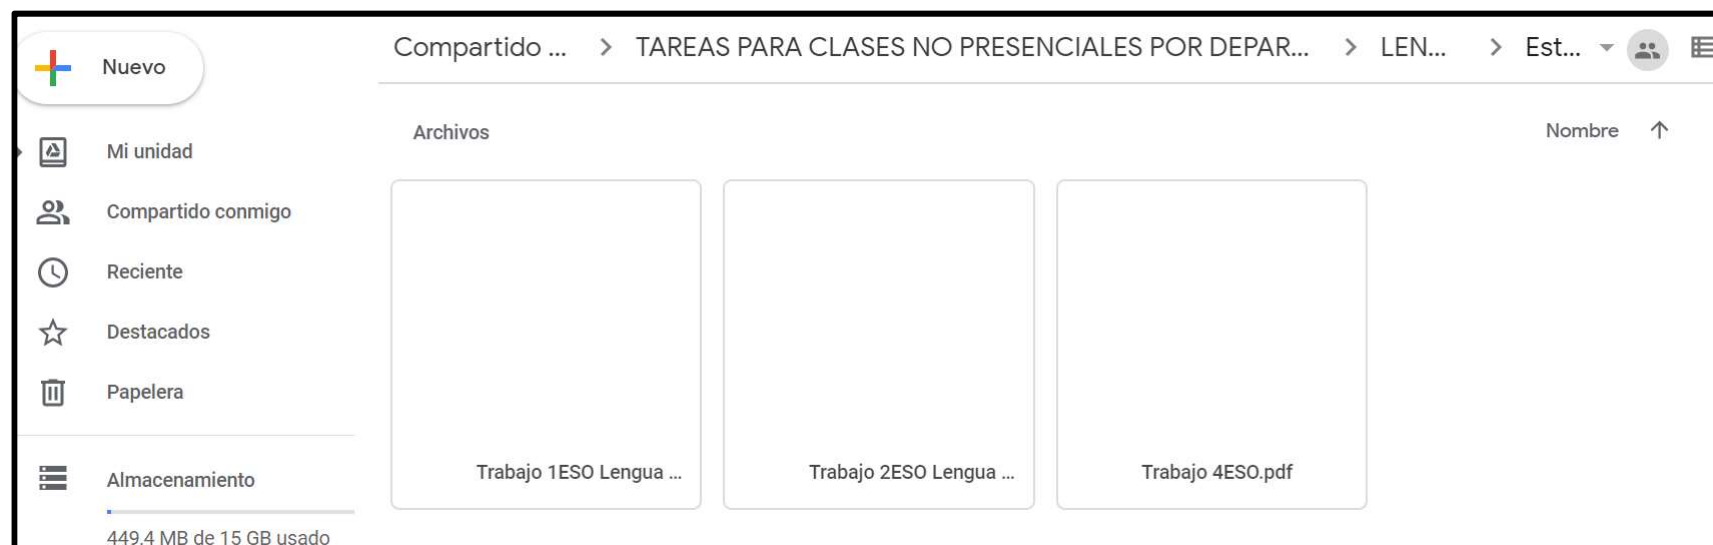 Nuevo
Compartido ... > TAREAS PARA CLASES NO PRESENCIALES POR DEPAR... > LEN... > Est...
Archivos
Nombre
Mi unidad
Compartido conmigo
Reciente
Destacados
Papelera
Almacenamiento
449.4 MB de 15 GB usado
Trabajo 1ESO Lengua ...
Trabajo 2ESO Lengua ...
Trabajo 4ESO.pdf